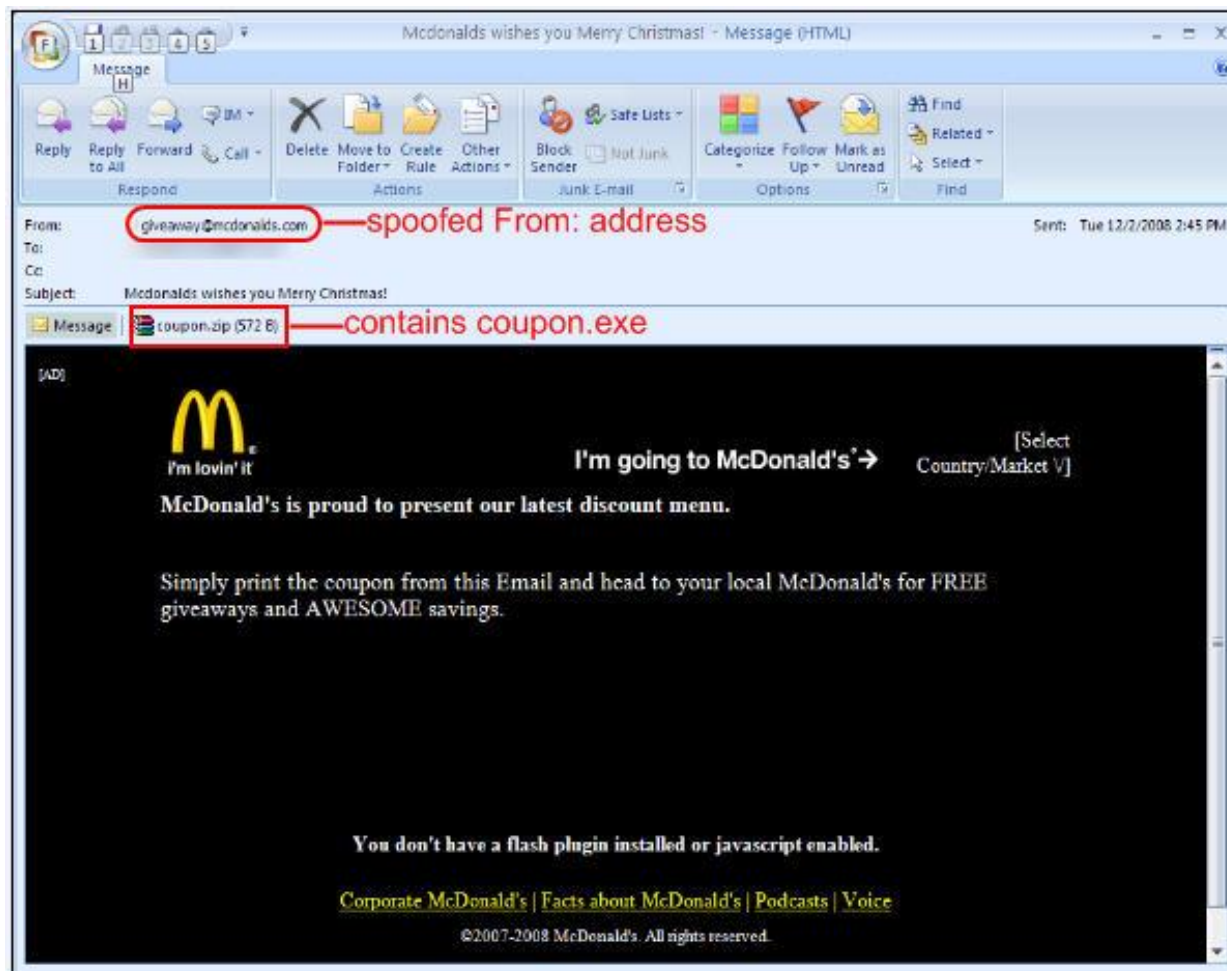 Mcdonalds wishes you Merry Christmas! - Message (HTML)
F
1 2 3 4 5
Message
H
Reply
Reply to All
Forward
IM
Call
Delete
Move to Folder
Create Rule
Other Actions
Block Sender
Safe Lists
Not Junk
Categorize
Follow Up
Mark as Unread
Find
Related
Select
Respond
Actions
Junk E-mail
Options
Find
From: giveaway@mcdonalds.com spoofed From: address Sent: Tue 12/2/2008 2:45 PM
To:
Cc:
Subject: Mcdonalds wishes you Merry Christmas!
Message coupon.zip (572 B) contains coupon.exe
[AD]
M
i'm lovin' it
I'm going to McDonald's
[Select
Country/Market \/]
McDonald's is proud to present our latest discount menu.
Simply print the coupon from this Email and head to your local McDonald's for FREE
giveaways and AWESOME savings.
You don't have a flash plugin installed or javascript enabled.
Corporate McDonald's | Facts about McDonald's | Podcasts | Voice
©2007-2008 McDonald's. All rights reserved.